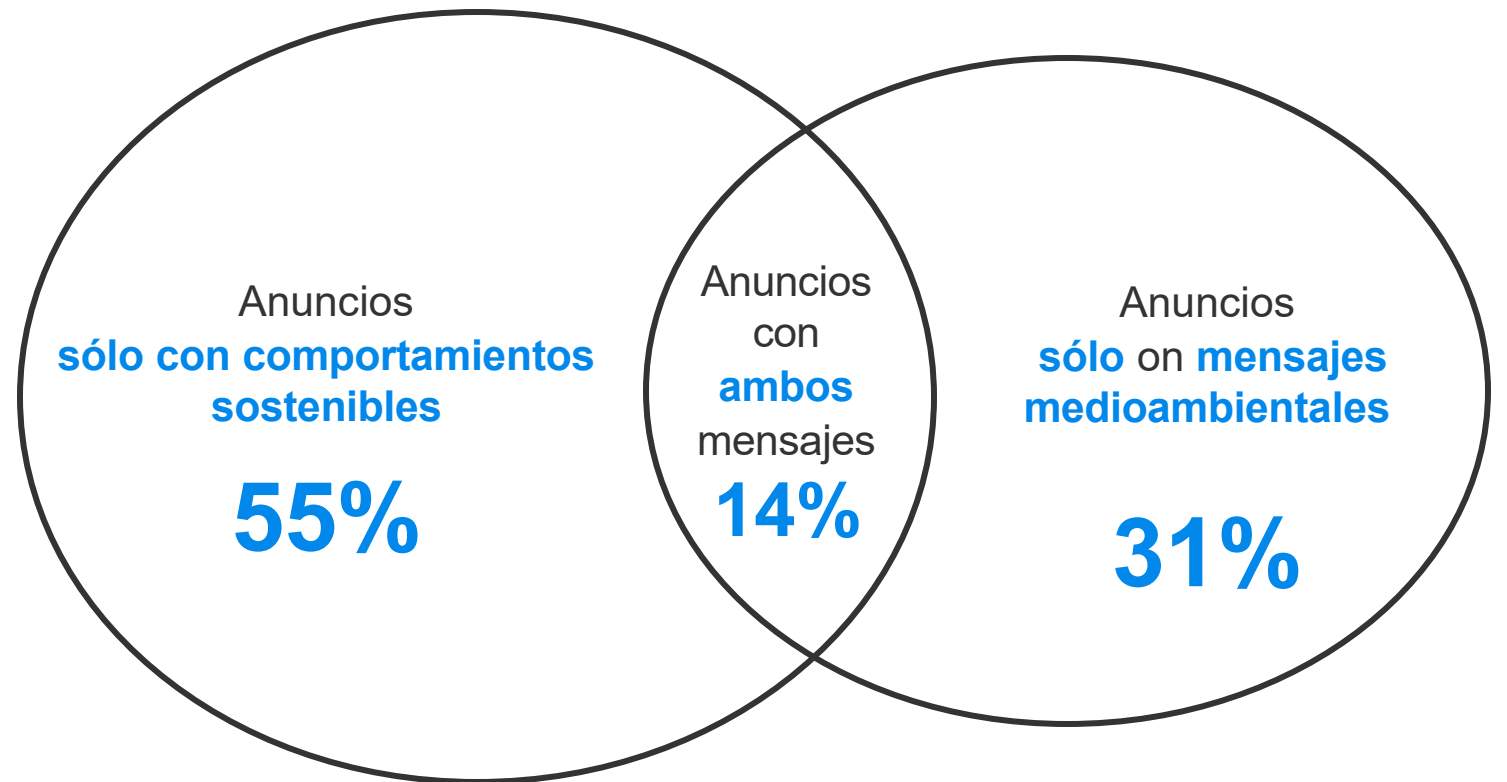 Anuncios
sólo con comportamientos
sostenibles
55%
Anuncios
con
ambos
mensajes
14%
Anuncios
sólo on mensajes
medioambientales
31%